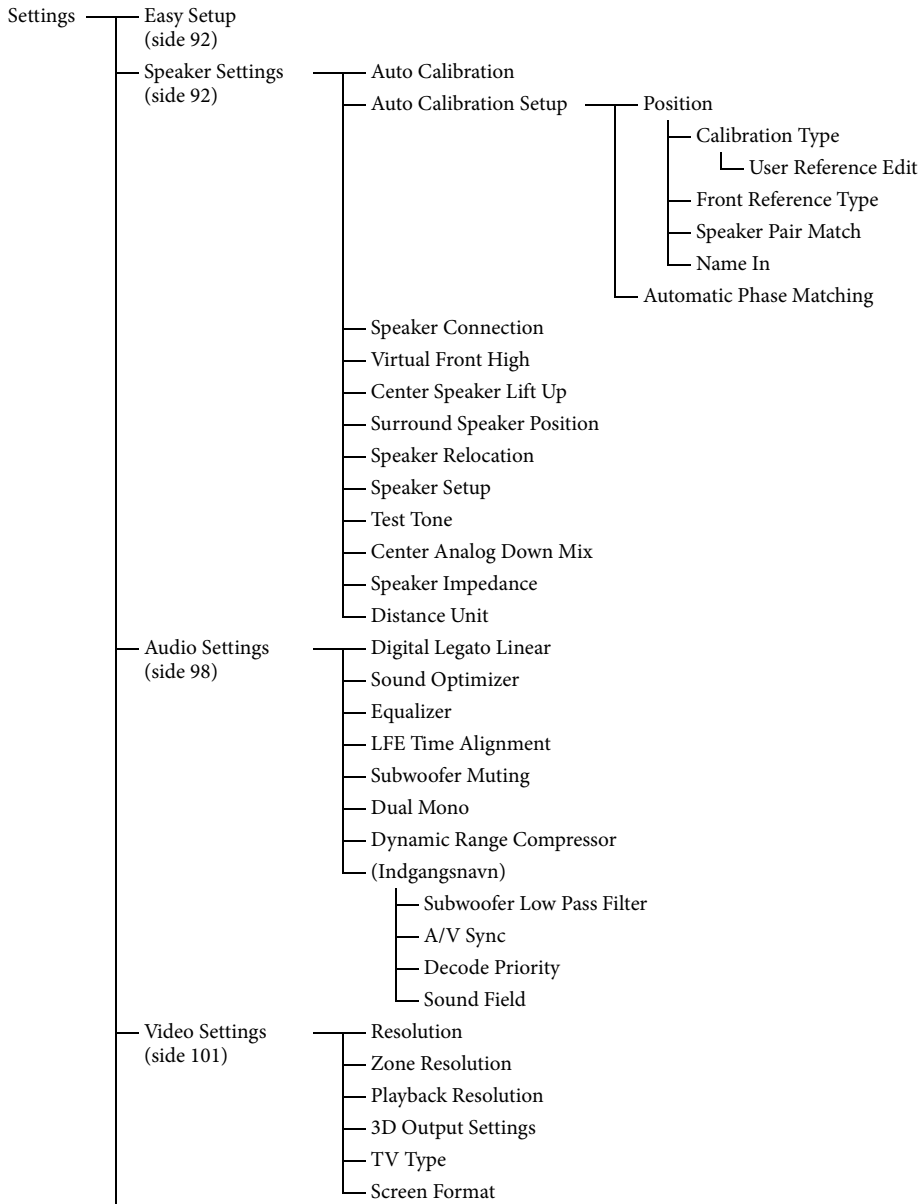 Settings
Easy Setup
(side 92)
Speaker Settings
(side 92)
Auto Calibration
Auto Calibration Setup
Position
Calibration Type
User Reference Edit
Front Reference Type
Speaker Pair Match
Name In
Automatic Phase Matching
Speaker Connection
Virtual Front High
Center Speaker Lift Up
Surround Speaker Position
Speaker Relocation
Speaker Setup
Test Tone
Center Analog Down Mix
Speaker Impedance
Distance Unit
Audio Settings
(side 98)
Digital Legato Linear
Sound Optimizer
Equalizer
LFE Time Alignment
Subwoofer Muting
Dual Mono
Dynamic Range Compressor
(Indgangsnavn)
Subwoofer Low Pass Filter
A/V Sync
Decode Priority
Sound Field
Video Settings
(side 101)
Resolution
Zone Resolution
Playback Resolution
3D Output Settings
TV Type
Screen Format